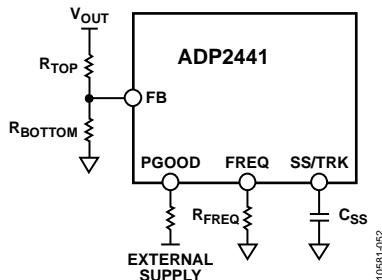 VOUT
RTOP
ADP2441
FB
RBOTTOM
PGOOD FREQ SS/TRK
RFREQ
CSS
EXTERNAL
SUPPLY
10581-052